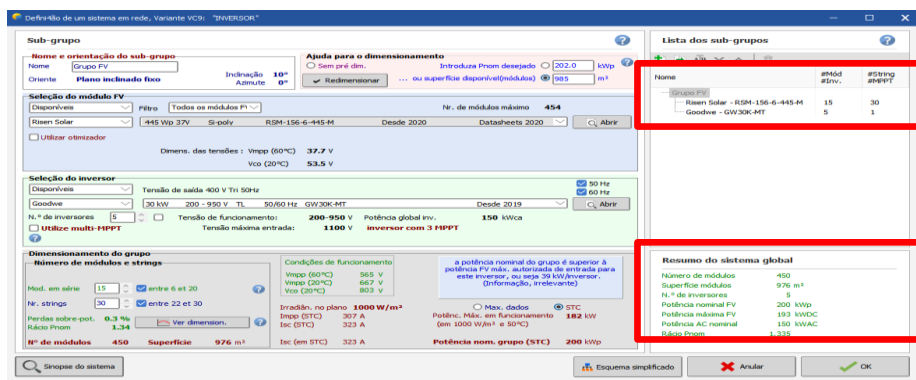 Defini4ão de um sistema em rede, Variante VC9: "INVERSOR"
Sub-grupo
Nome e orientação do sub-grupo
Nome Grupo FV
Oriente Plano inclinado fixo Inclinação 10°
Azimute 0°
Ajuda para o dimensionamento
Sem pré dim. Introduza Pnom desejado 202.0 kWp
Redimensionar ... ou superfície disponível(módulos) 985 m²
Seleção do módulo FV
Disponíveis Filtro Todos os módulos FV Nr. de módulos máximo 454
Risen Solar 445 Wp 37V Si-poly RSM-156-6-445-M Desde 2020 Datasheets 2020 Abrir
Utilizar otimizador
Dimens. das tensões : Vmpp (60°C) 37.7 V
Vco (20°C) 53.5 V
Seleção do inversor
Disponíveis Tensão de saída 400 V Tri 50Hz
50 Hz
60 Hz
Goodwe 30 kW 200 - 950 V TL 50/60 Hz GW30K-MT Desde 2019 Abrir
N.º de inversores 5 Tensão de funcionamento: 200-950 V Potência global inv. 150 kWca
Utilize multi-MPPT Tensão máxima entrada: 1100 V inversor com 3 MPPT
Dimensionamento do grupo
Número de módulos e strings
Mod. em série 15 entre 6 et 20
Nr. strings 30 entre 22 et 30
Perdas sobre-pot. 0.3 %
Rácio Pnom 1.34
Ver dimension.
Nº de módulos 450 Superfície 976 m²
Condições de funcionamento
Vmpp (60°C) 565 V
Vmpp (20°C) 667 V
Vco (20°C) 803 V
Irradiân. no plano 1000 W/m²
Impp (STC) 307 A
Isc (STC) 323 A
Isc (em STC) 323 A
a potência nominal do grupo é superior à
potência FV máx. autorizada de entrada para
este inversor, ou seja 39 kW/inversor.
(Informação, irrelevante)
Max. dados STC
Potênc. Máx. em funcionamento 182 kW
(em 1000 W/m² e 50°C)
Potência nom. grupo (STC) 200 kWp
Lista dos sub-grupos
Nome #Mód #String
#Inv. #MPPT
Grupo FV
Risen Solar - RSM-156-6-445-M 15 30
Goodwe - GW30K-MT 5 1
Resumo do sistema global
Número de módulos 450
Superfície módulos 976 m²
N. º de inversores 5
Potência nominal FV 200 kWp
Potência máxima FV 193 kWDC
Potência AC nominal 150 kWAC
Rácio Pnom 1.335
Sinopse do sistema
Esquema simplificado
Anular
OK